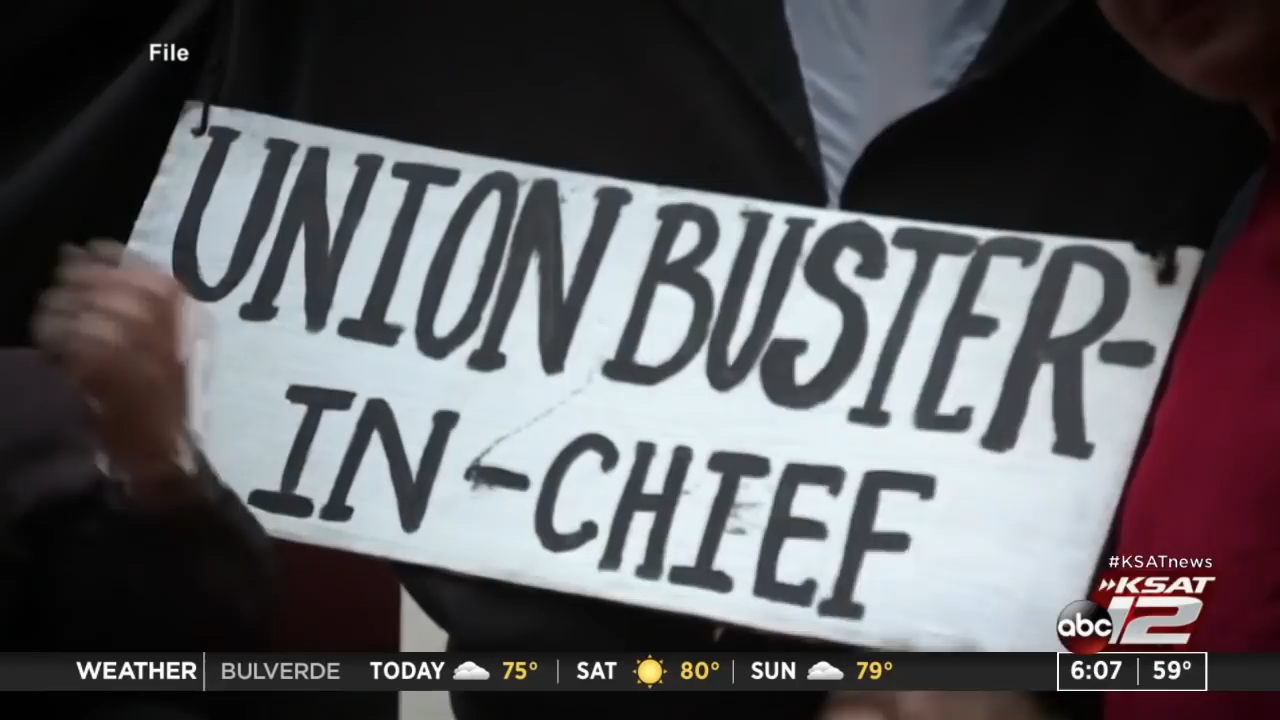 File
UNION BUSTER-
IN-CHIEF
#KSATnews
KSAT
abc 12
WEATHER BULVERDE TODAY 75° SAT 80° SUN 79° 6:07 59°